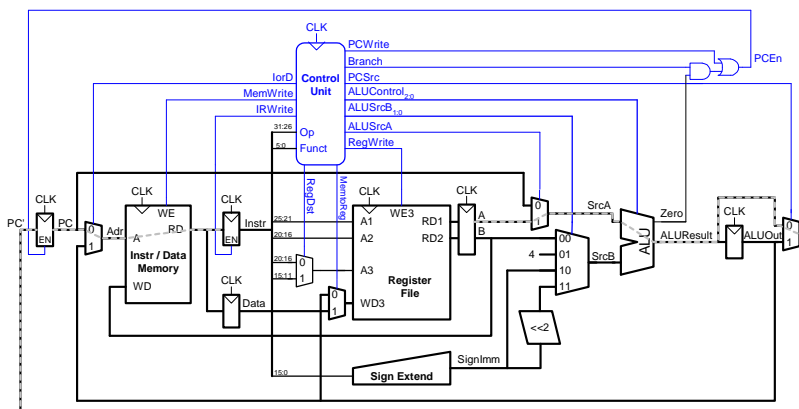 CLK
PCWrite
Branch
PCEn
IorD
Control
Unit
PCSrc
MemWrite
ALUControl2:0
IRWrite
ALUSrcB1:0
31:26
Op
ALUSrcA
5:0
Funct
RegWrite
RegDst
MemtoReg
CLK
CLK
CLK
CLK
CLK
0
1
SrcA
Zero
CLK
0
1
PC'
PC
EN
0
1
Adr
WE
A
RD
Instr / Data
Memory
WD
EN
Instr
25:21
A1
WE3
RD1
A
20:16
A2
RD2
B
00
4
01
10
11
SrcB
ALU
ALUResult
ALUOut
20:16
0
15:11
1
A3
Register
File
CLK
Data
0
1
WD3
<<2
SignImm
15:0
Sign Extend